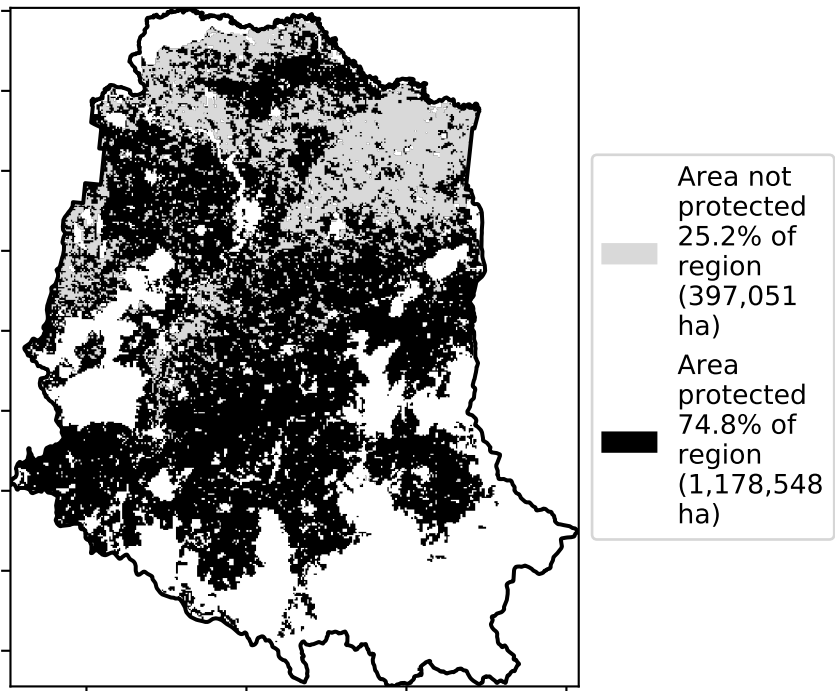 Area not
protected
25.2% of
region
(397,051
ha)
Area
protected
74.8% of
region
(1,178,548
ha)